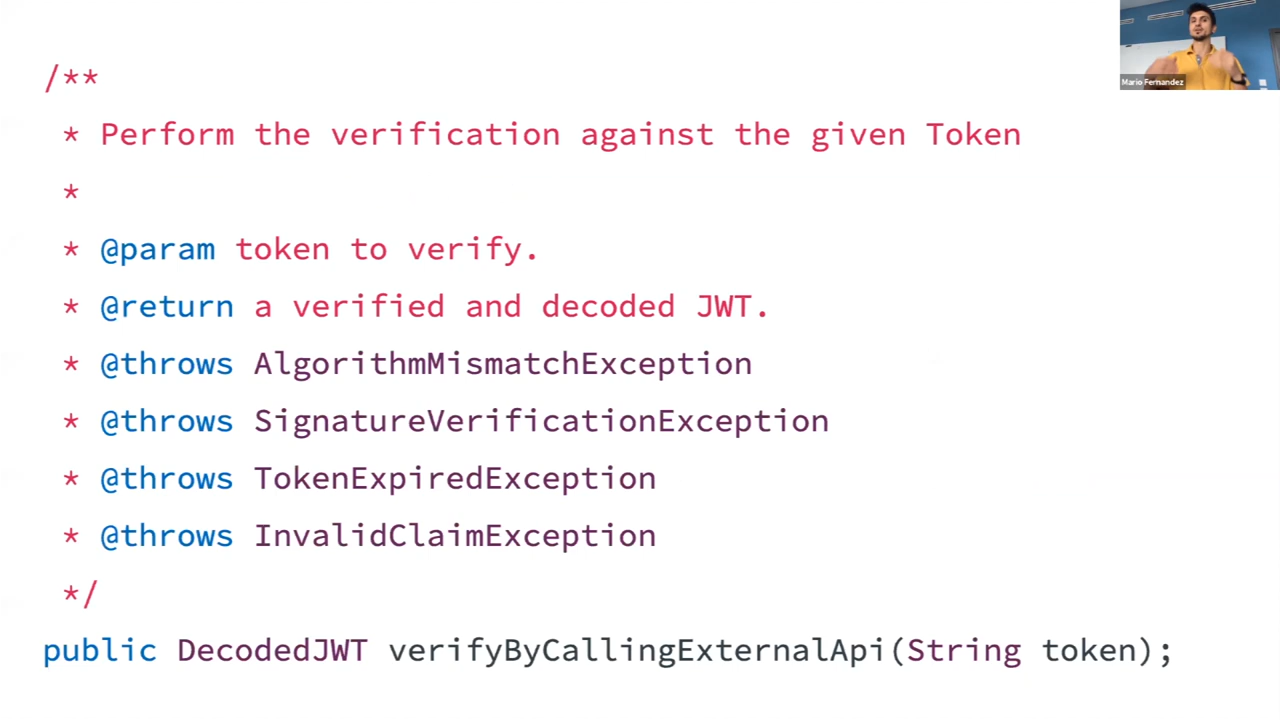 /**
* Perform the verification against the given Token
*
* @param token to verify.
* @return a verified and decoded JWT.
* @throws AlgorithmMismatchException
* @throws SignatureVerificationException
* @throws TokenExpiredException
* @throws InvalidClaimException
*/
public DecodedJWT verifyByCallingExternalApi(String token);
Mario Fernandez